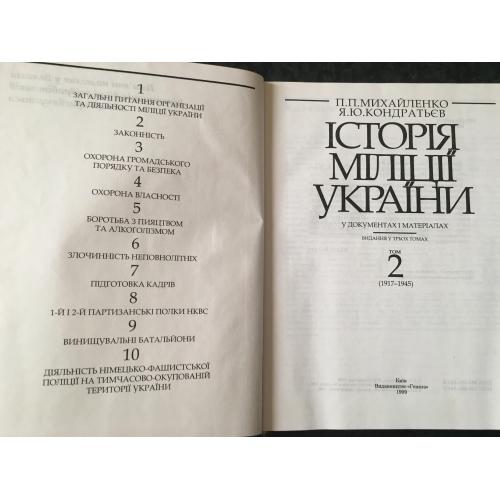 1
ЗАГАЛЬНІ ПИТАННЯ ОРГАНІЗАЦІЇ
ТА ДІЯЛЬНОСТІ МІЛІЦІЇ УКРАЇНИ
2
ЗАКОННІСТЬ
3
ОХОРОНА ГРОМАДСЬКОГО
ПОРЯДКУ ТА БЕЗПЕКА
4
ОХОРОНА ВЛАСНОСТІ
5
БОРОТЬБА З ПИЯЦТВОМ
ТА АЛКОГОЛІЗМОМ
6
ЗЛОЧИННІСТЬ НЕПОВНОЛІТНІХ
7
ПІДГОТОВКА КАДРІВ
8
1-Й І 2-Й ПАРТИЗАНСЬКІ ПОЛКИ НКВС
9
ВИНИЩУВАЛЬНІ БАТАЛЬЙОНИ
10
ДІЯЛЬНІСТЬ НІМЕЦЬКО-ФАШИСТСЬКОЇ
ПОЛІЦІЇ НА ТИМЧАСОВО-ОКУПОВАНІЙ
ТЕРИТОРІЇ УКРАЇНИ
П.П.МИХАЙЛЕНКО
Я.Ю.КОНДРАТЬЄВ
ІСТОРІЯ
МІЛІЦІЇ
УКРАЇНИ
У ДОКУМЕНТАХ І МАТЕРІАЛАХ
ВИДАННЯ У ТРЬОХ ТОМАХ
ТОМ
2
(1917–1945)
Київ
Видавництво «Генеза»
1999